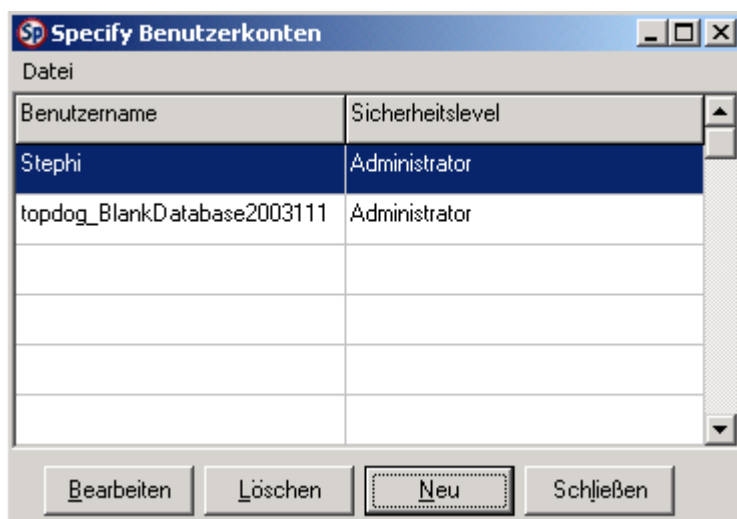 Sp Specify Benutzerkonten
Datei
Benutzername Sicherheitslevel
Stephi Administrator
topdog_BlankDatabase2003111 Administrator
Bearbeiten Löschen Neu Schließen